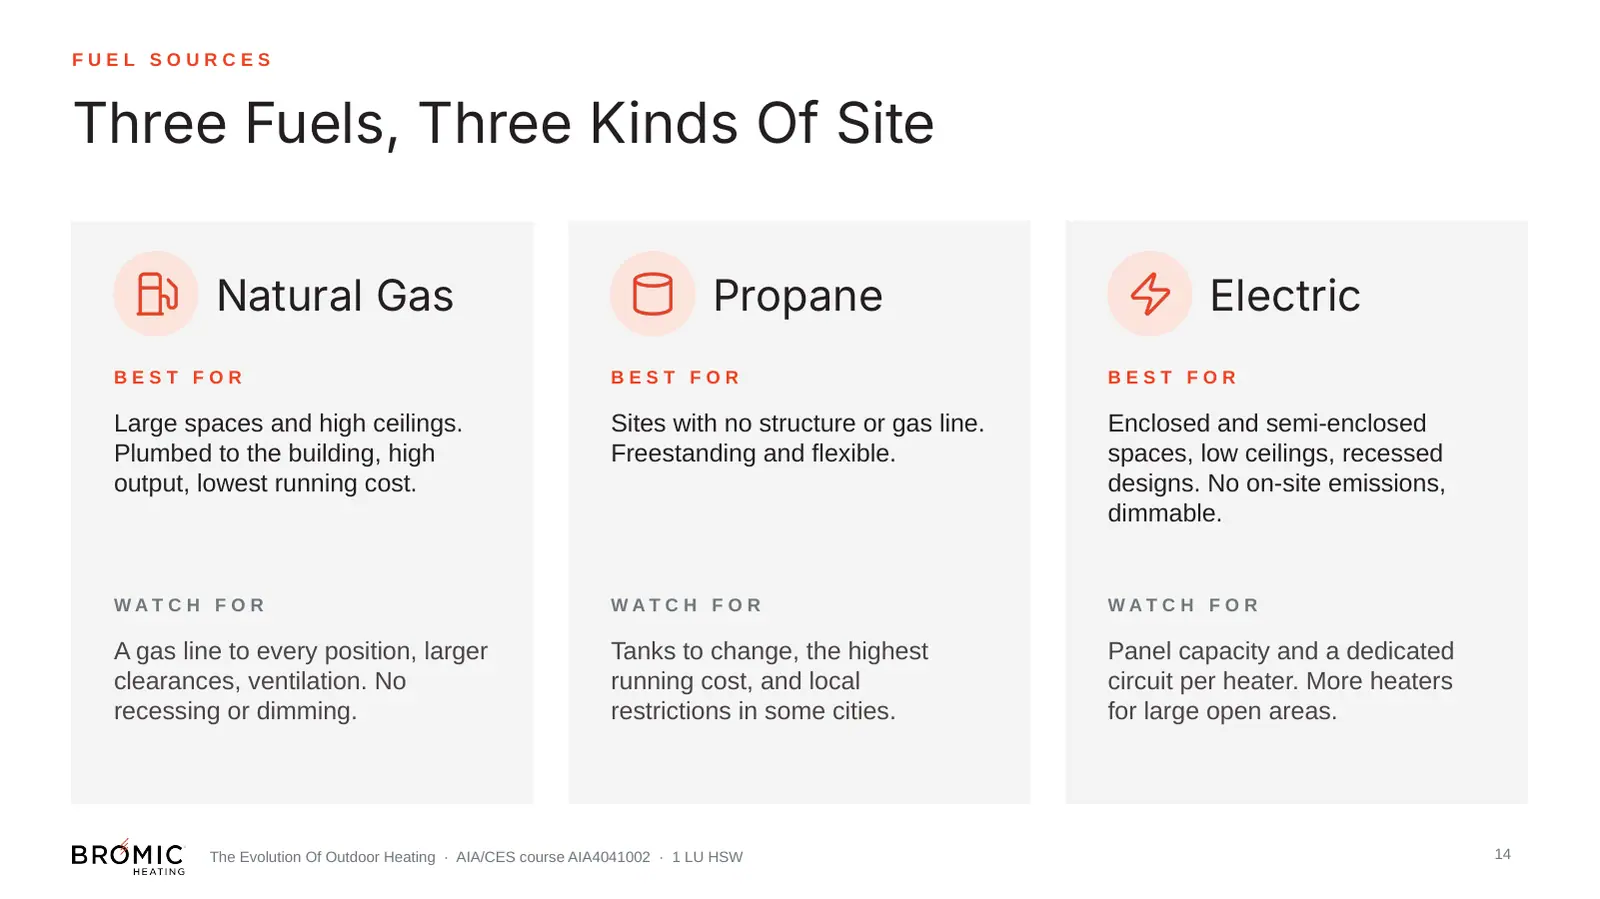 FUEL SOURCES
Three Fuels, Three Kinds Of Site
Natural Gas
BEST FOR
Large spaces and high ceilings.
Plumbed to the building, high
output, lowest running cost.
WATCH FOR
A gas line to every position, larger
clearances, ventilation. No
recessing or dimming.
Propane
BEST FOR
Sites with no structure or gas line.
Freestanding and flexible.
WATCH FOR
Tanks to change, the highest
running cost, and local
restrictions in some cities.
Electric
BEST FOR
Enclosed and semi-enclosed
spaces, low ceilings, recessed
designs. No on-site emissions,
dimmable.
WATCH FOR
Panel capacity and a dedicated
circuit per heater. More heaters
for large open areas.
BROMIC
HEATING
The Evolution Of Outdoor Heating · AIA/CES course AIA4041002 · 1 LU HSW
14